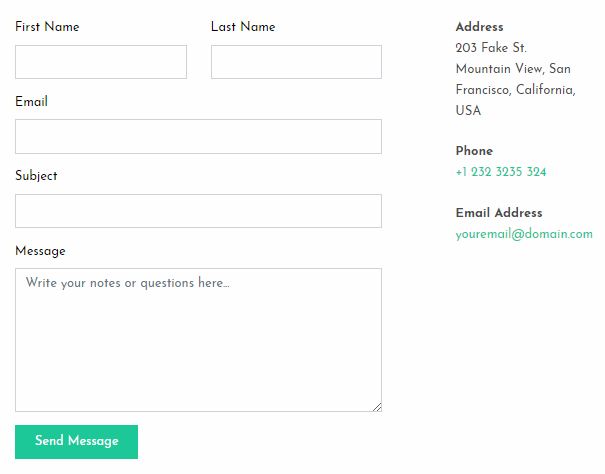 First Name
Last Name
Email
Subject
Message
Write your notes or questions here...
Send Message
Address
203 Fake St.
Mountain View, San
Francisco, California,
USA
Phone
+1 232 3235 324
Email Address
youremail@domain.com